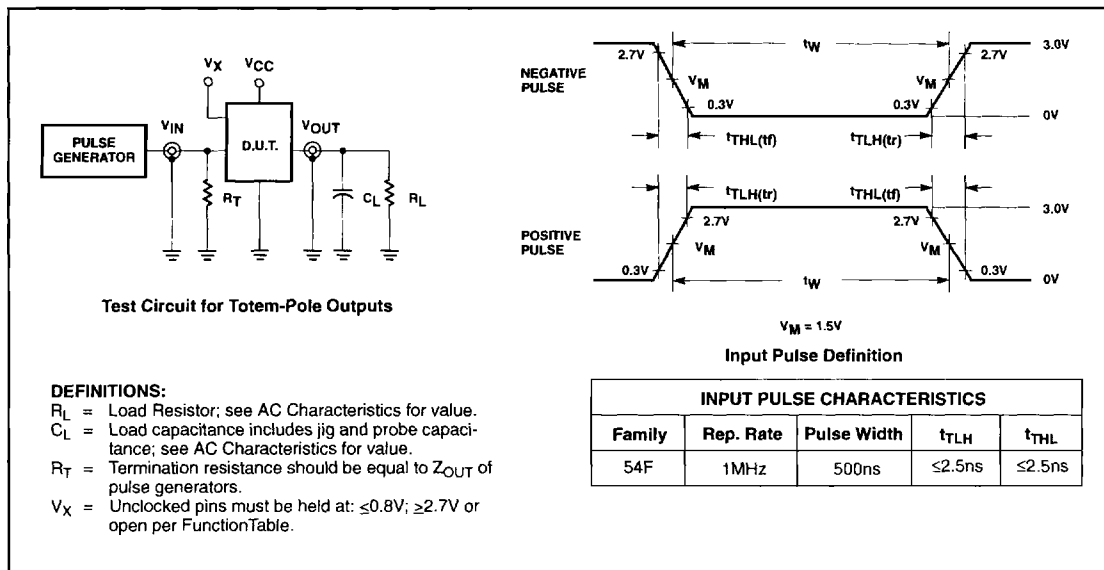 VX
VCC
PULSE
GENERATOR
VIN
D.U.T.
VOUT
RT
CL
RL
Test Circuit for Totem-Pole Outputs
DEFINITIONS:
RL = Load Resistor; see AC Characteristics for value.
CL = Load capacitance includes jig and probe capaci-
tance; see AC Characteristics for value.
RT = Termination resistance should be equal to ZOUT of
pulse generators.
VX = Unclocked pins must be held at: ≤0.8V; ≥2.7V or
open per FunctionTable.
NEGATIVE
PULSE
2.7V
tW
3.0V
VM
VM
0.3V
0.3V
0V
tTHL(tf)
tTLH(tr)
POSITIVE
PULSE
tTLH(tr)
tTHL(tf)
2.7V
2.7V
3.0V
VM
VM
0.3V
tW
0.3V
0V
VM = 1.5V
Input Pulse Definition
INPUT PULSE CHARACTERISTICS
Family Rep. Rate Pulse Width tTLH tTHL
54F 1MHz 500ns ≤2.5ns ≤2.5ns